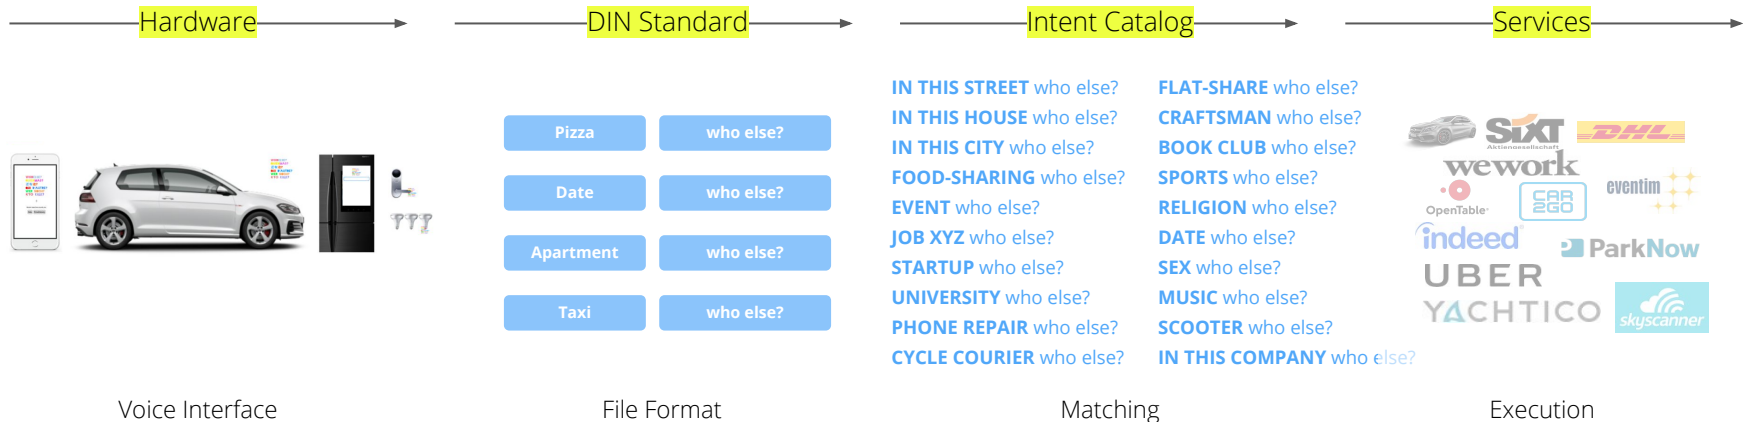 Hardware
DIN Standard
Intent Catalog
Services
Pizza who else?
Date who else?
Apartment who else?
Taxi who else?
IN THIS STREET who else?
IN THIS HOUSE who else?
IN THIS CITY who else?
FOOD-SHARING who else?
EVENT who else?
JOB XYZ who else?
STARTUP who else?
UNIVERSITY who else?
PHONE REPAIR who else?
CYCLE COURIER who else?
FLAT-SHARE who else?
CRAFTSMAN who else?
BOOK CLUB who else?
SPORTS who else?
RELIGION who else?
DATE who else?
SEX who else?
MUSIC who else?
SCOOTER who else?
IN THIS COMPANY who else?
SIXT
Aktiengesellschaft
DHL
wework
OpenTable
CAR
2GO
eventim
indeed
ParkNow
UBER
YACHTICO
skyscanner
Voice Interface
File Format
Matching
Execution